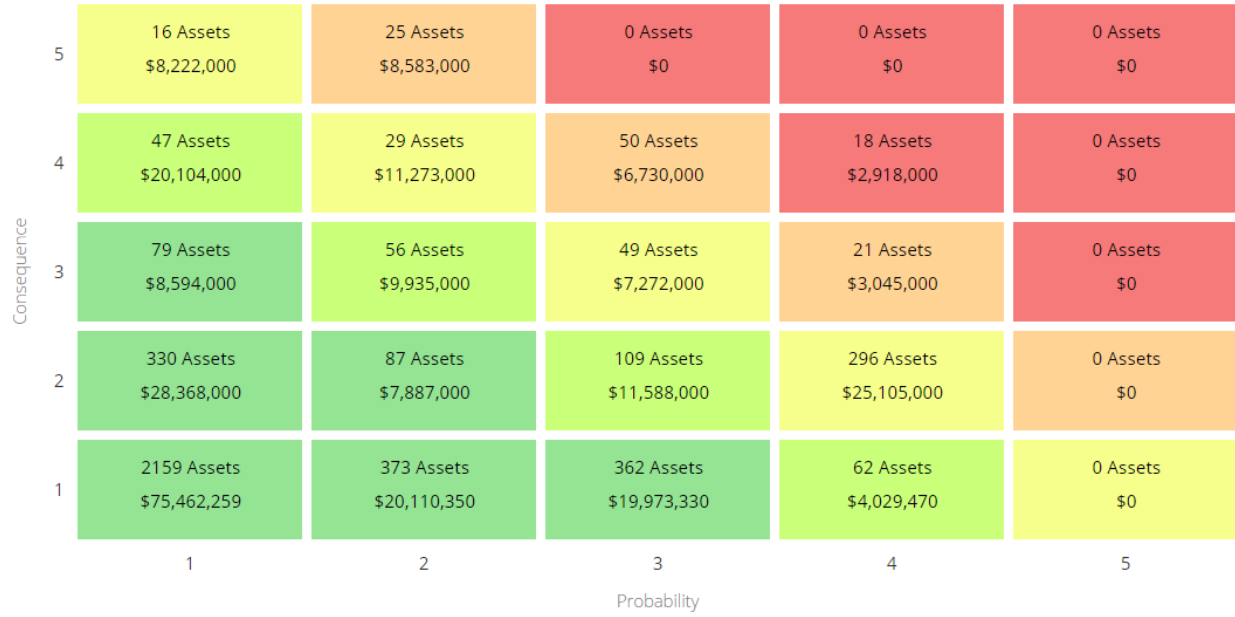 16 Assets 25 Assets 0 Assets 0 Assets 0 Assets
5
$8,222,000 $8,583,000 $0 $0 $0
47 Assets 29 Assets 50 Assets 18 Assets 0 Assets
4
$20,104,000 $11,273,000 $6,730,000 $2,918,000 $0
79 Assets 56 Assets 49 Assets 21 Assets 0 Assets
3
$8,594,000 $9,935,000 $7,272,000 $3,045,000 $0
330 Assets 87 Assets 109 Assets 296 Assets 0 Assets
2
$28,368,000 $7,887,000 $11,588,000 $25,105,000 $0
2159 Assets 373 Assets 362 Assets 62 Assets 0 Assets
1
$75,462,259 $20,110,350 $19,973,330 $4,029,470 $0
Consequence
1 2 3 4 5
Probability